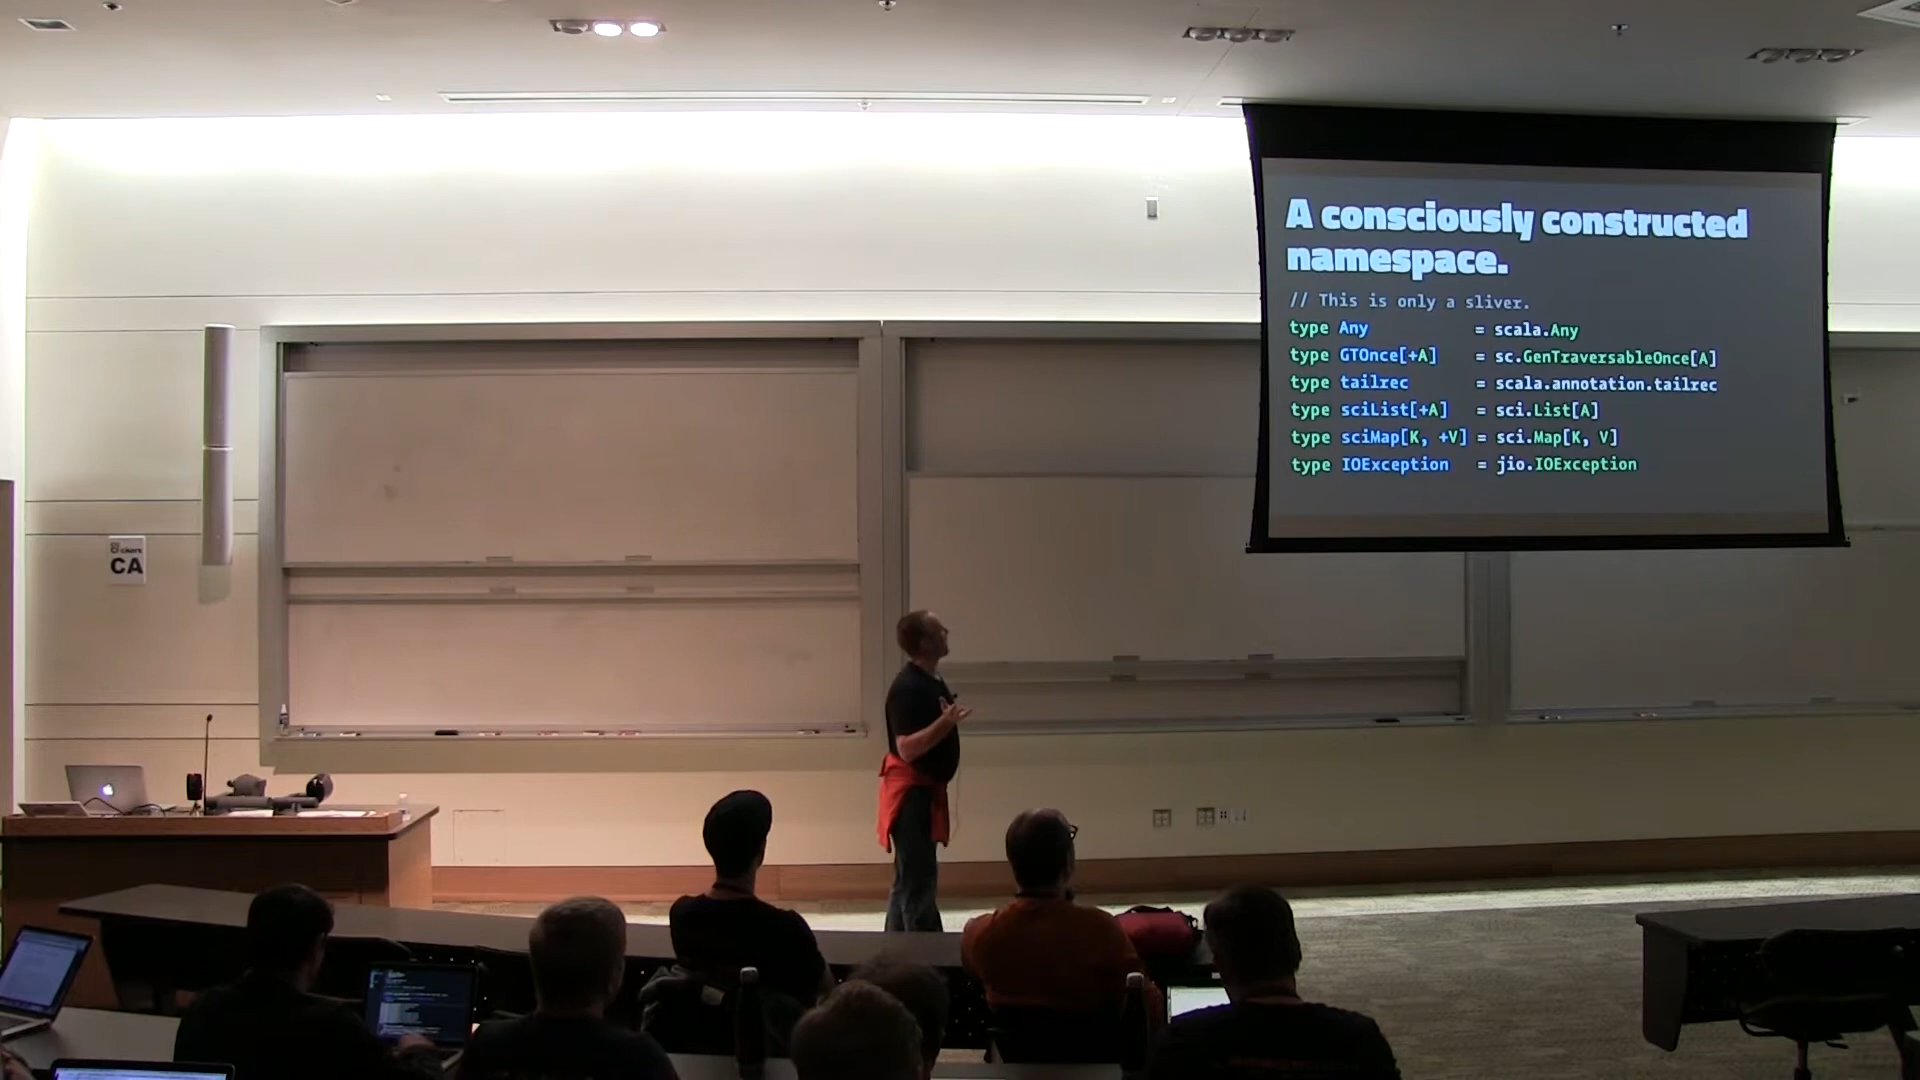 A consciously constructed
namespace.
// This is only a sliver.
type Any = scala.Any
type GTOnce[+A] = sc.GenTraversableOnce[A]
type tailrec = scala.annotation.tailrec
type sciList[+A] = sci.List[A]
type sciMap[K, +V] = sci.Map[K, V]
type IOException = jio.IOException
CA